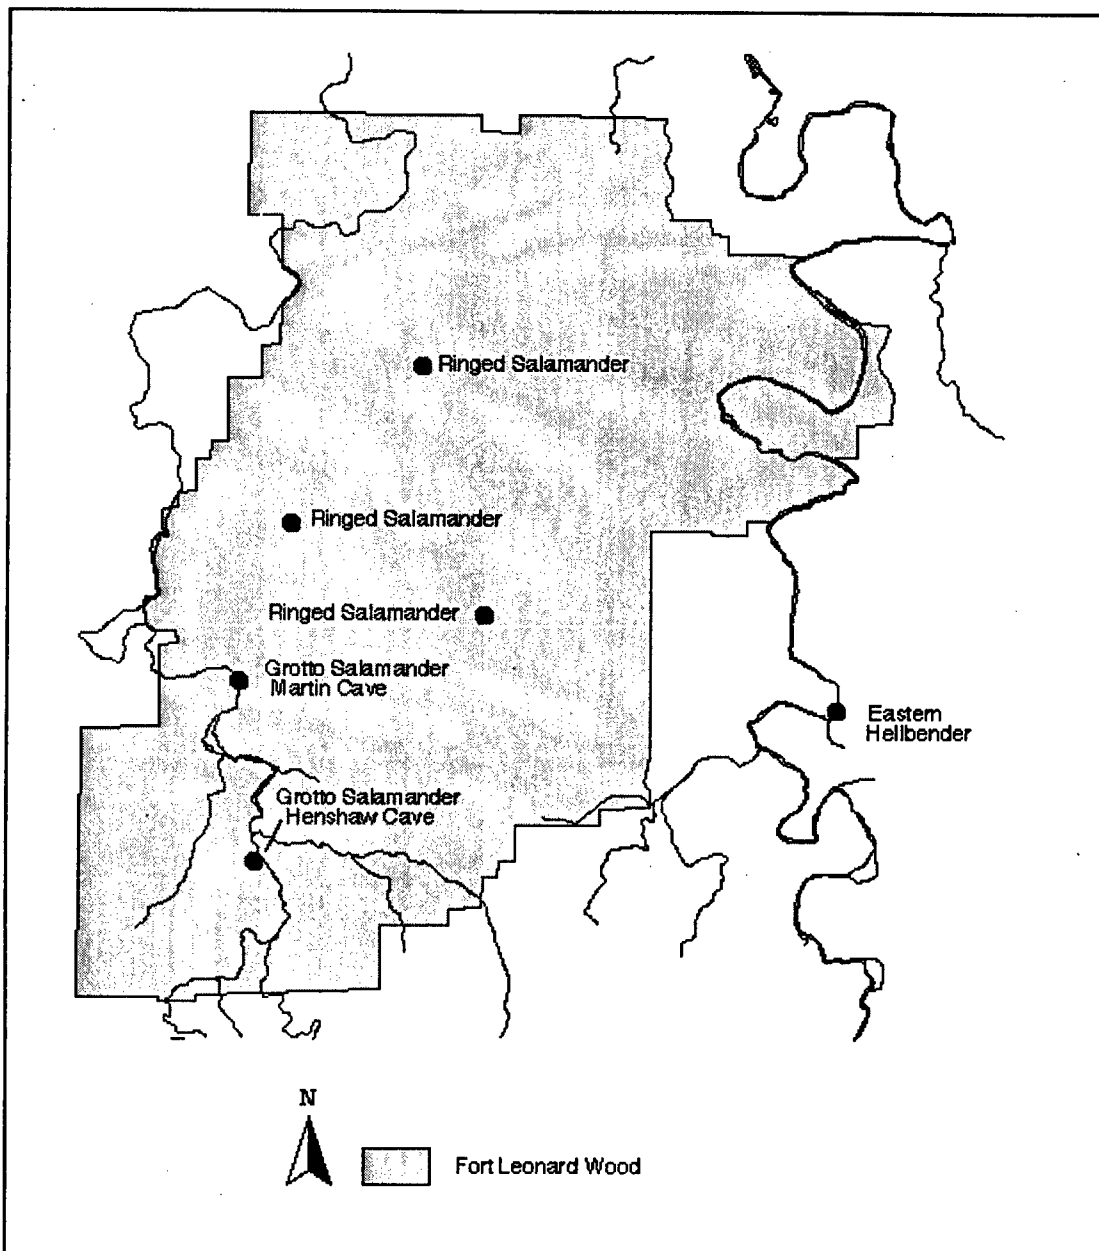 Ringed Salamander
Ringed Salamander
Ringed Salamander
Grotto Salamander
Martin Cave
Eastern
Hellbender
Grotto Salamander
Henshaw Cave
N
Fort Leonard Wood